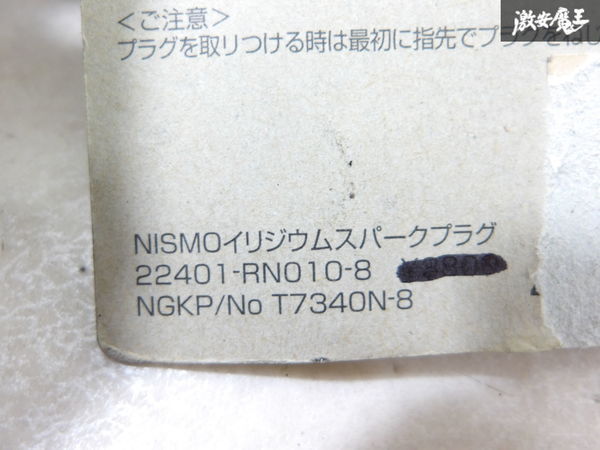 激安魔王
<ご注意>
プラグを取りつける時は最初に指先でプラグをはじ
NISMOイリジウムスパークプラグ
22401-RN010-8
NGKP/No T7340N-8